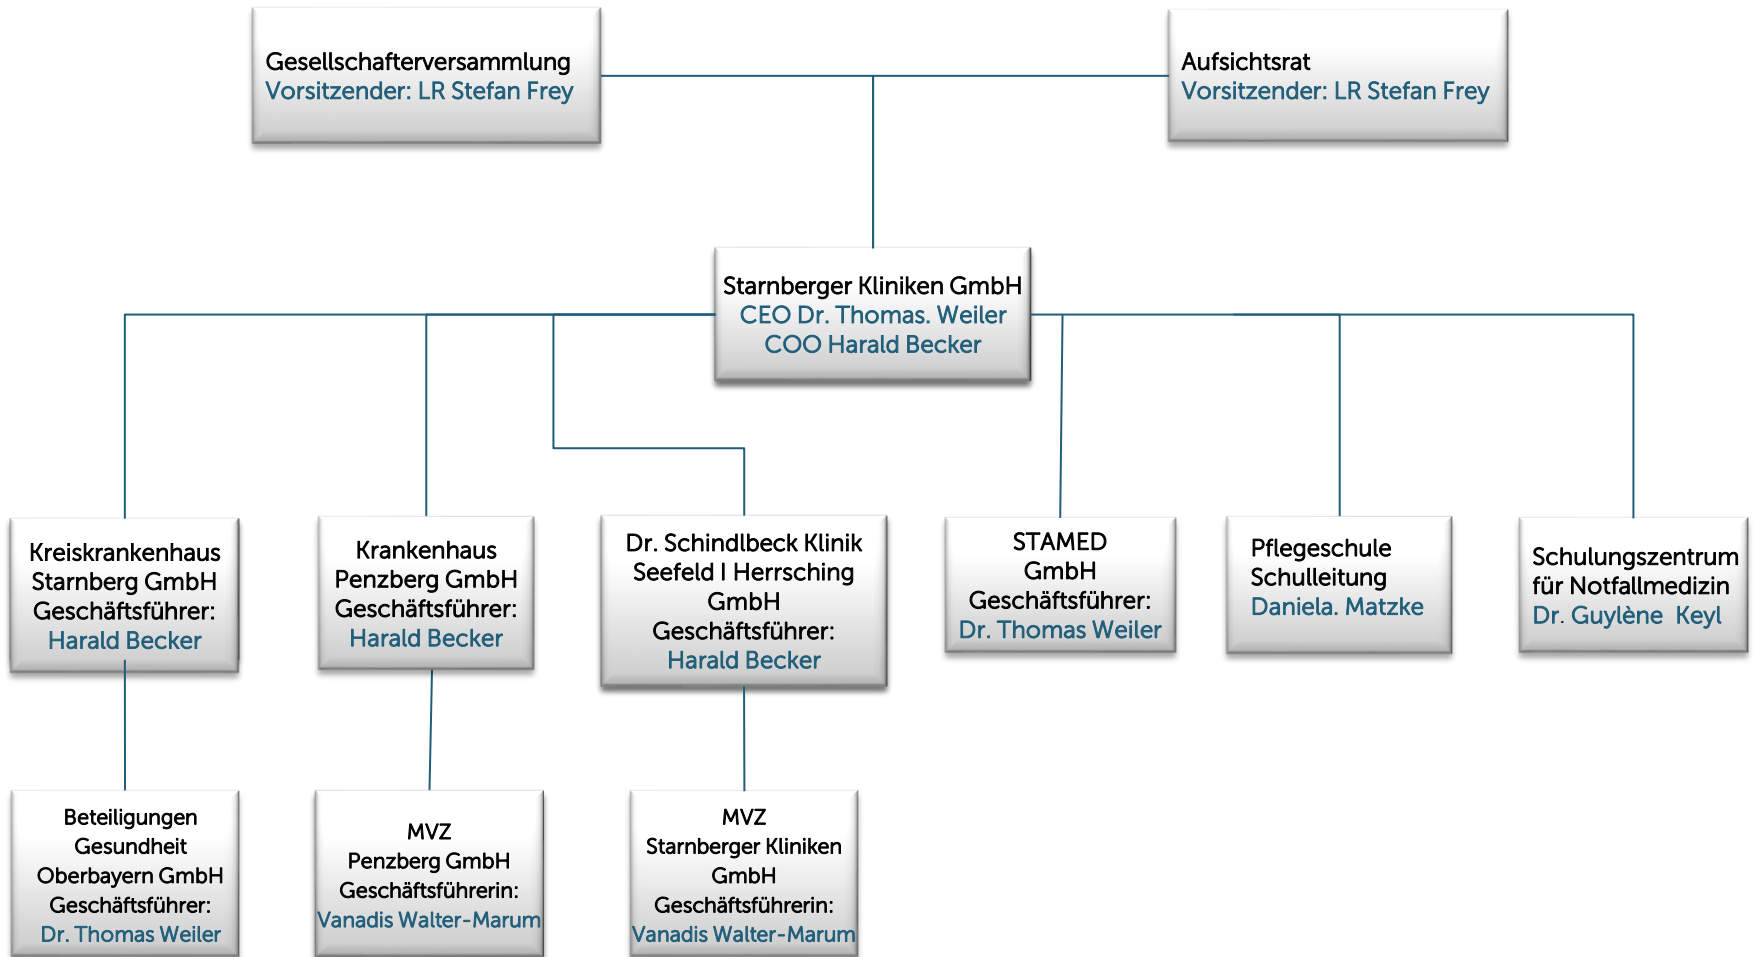 Gesellschafterversammlung
Vorsitzender: LR Stefan Frey
Aufsichtsrat
Vorsitzender: LR Stefan Frey
Starnberger Kliniken GmbH
CEO Dr. Thomas. Weiler
COO Harald Becker
Kreiskrankenhaus
Starnberg GmbH
Geschäftsführer:
Harald Becker
Krankenhaus
Penzberg GmbH
Geschäftsführer:
Harald Becker
Dr. Schindlbeck Klinik
Seefeld I Herrsching
GmbH
Geschäftsführer:
Harald Becker
STAMED
GmbH
Geschäftsführer:
Dr. Thomas Weiler
Pflegeschule
Schulleitung
Daniela. Matzke
Schulungszentrum
für Notfallmedizin
Dr. Guylène  Keyl
Beteiligungen
Gesundheit
Oberbayern GmbH
Geschäftsführer:
Dr. Thomas Weiler
MVZ
Penzberg GmbH
Geschäftsführerin:
Vanadis Walter-Marum
MVZ
Starnberger Kliniken
GmbH
Geschäftsführerin:
Vanadis Walter-Marum